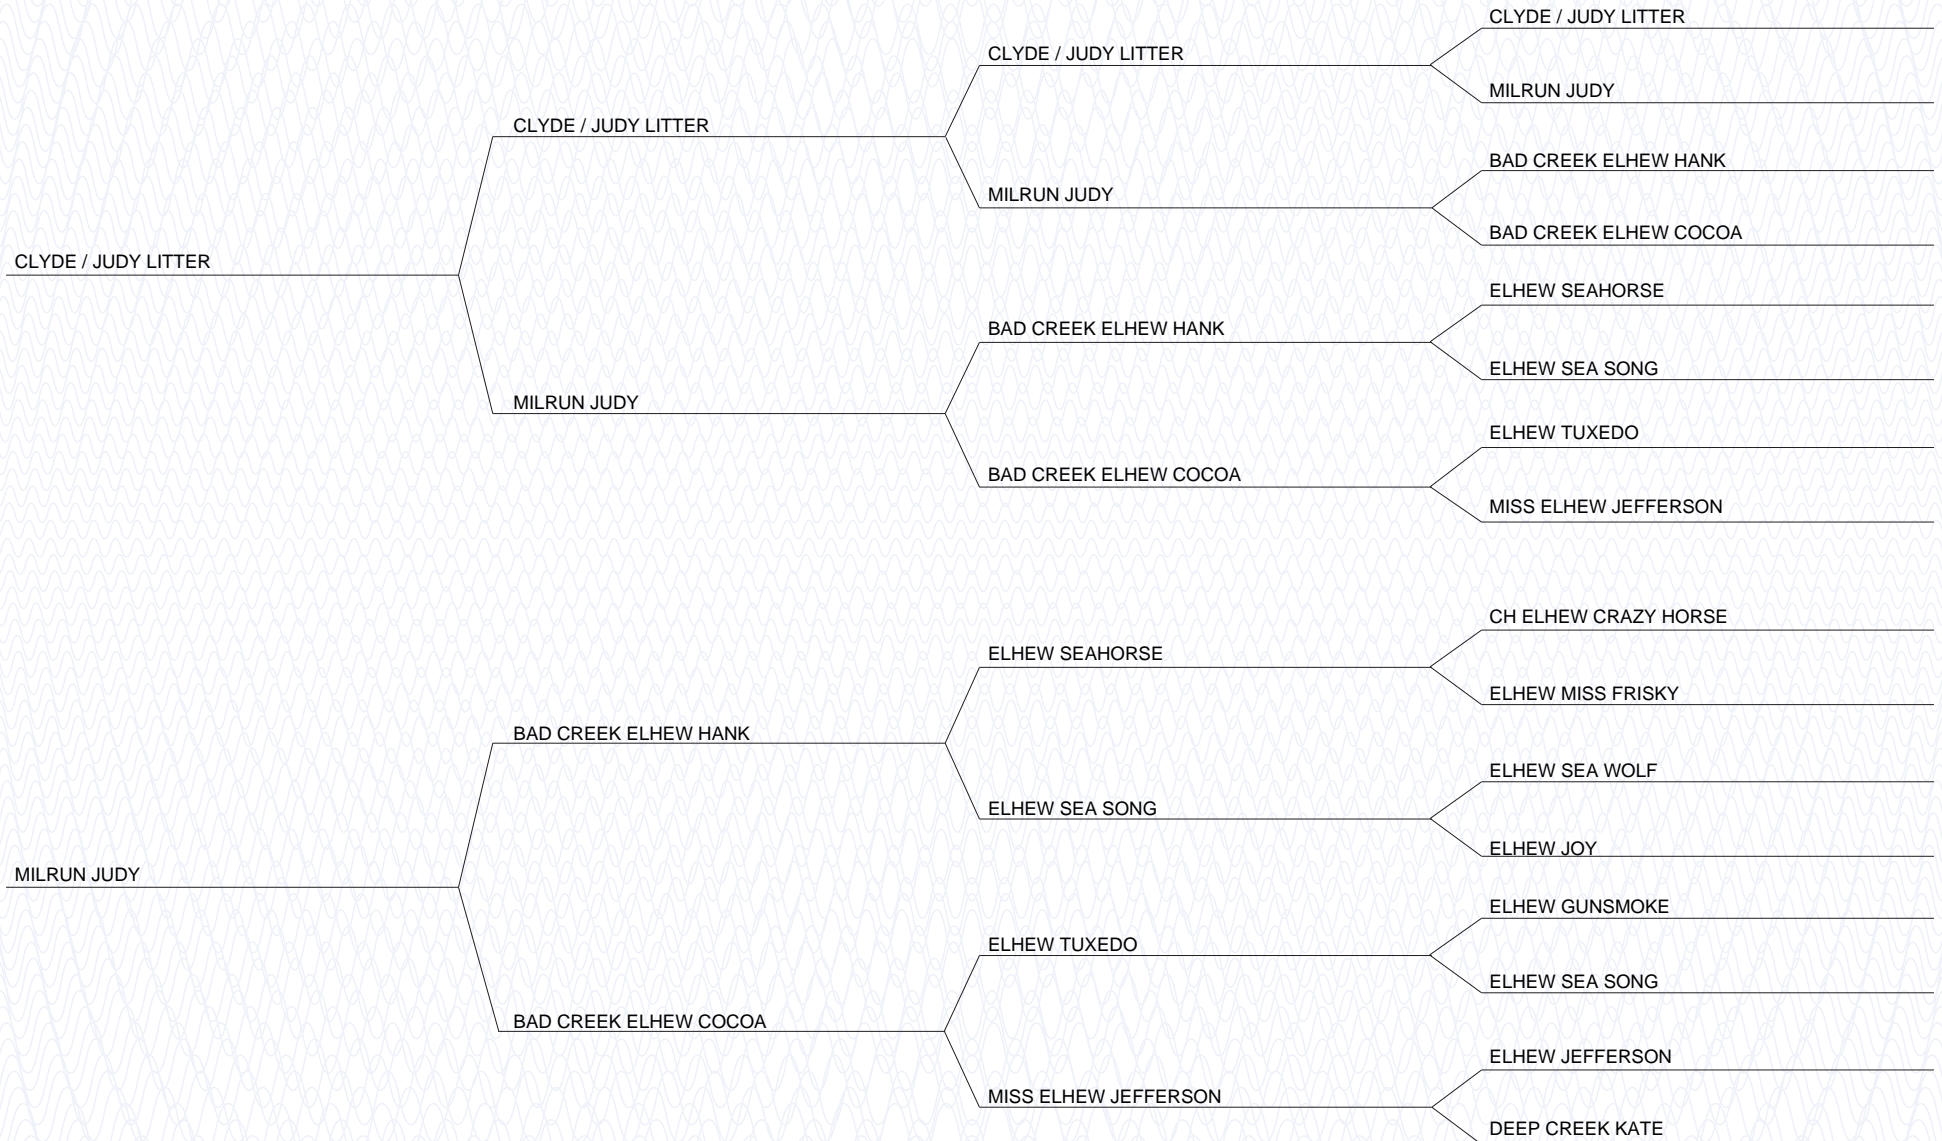 CLYDE / JUDY LITTER
CLYDE / JUDY LITTER
MILRUN JUDY
CLYDE / JUDY LITTER
BAD CREEK ELHEW HANK
MILRUN JUDY
BAD CREEK ELHEW COCOA
CLYDE / JUDY LITTER
ELHEW SEAHORSE
BAD CREEK ELHEW HANK
ELHEW SEA SONG
MILRUN JUDY
ELHEW TUXEDO
BAD CREEK ELHEW COCOA
MISS ELHEW JEFFERSON
CH ELHEW CRAZY HORSE
ELHEW SEAHORSE
ELHEW MISS FRISKY
BAD CREEK ELHEW HANK
ELHEW SEA WOLF
ELHEW SEA SONG
ELHEW JOY
MILRUN JUDY
ELHEW GUNSMOKE
ELHEW TUXEDO
ELHEW SEA SONG
BAD CREEK ELHEW COCOA
ELHEW JEFFERSON
MISS ELHEW JEFFERSON
DEEP CREEK KATE